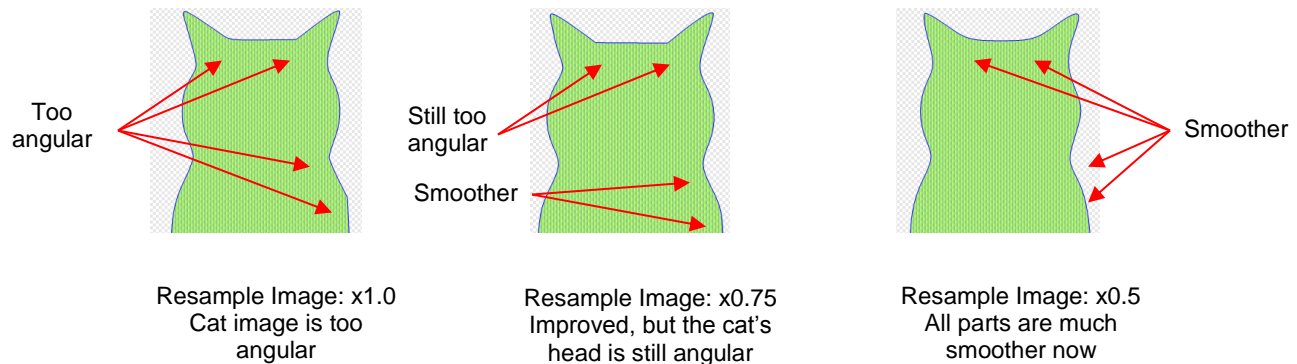 Too
angular
Still too
angular
Smoother
Smoother
Resample Image: x1.0
Cat image is too
angular
Resample Image: x0.75
Improved, but the cat’s
head is still angular
Resample Image: x0.5
All parts are much
smoother now